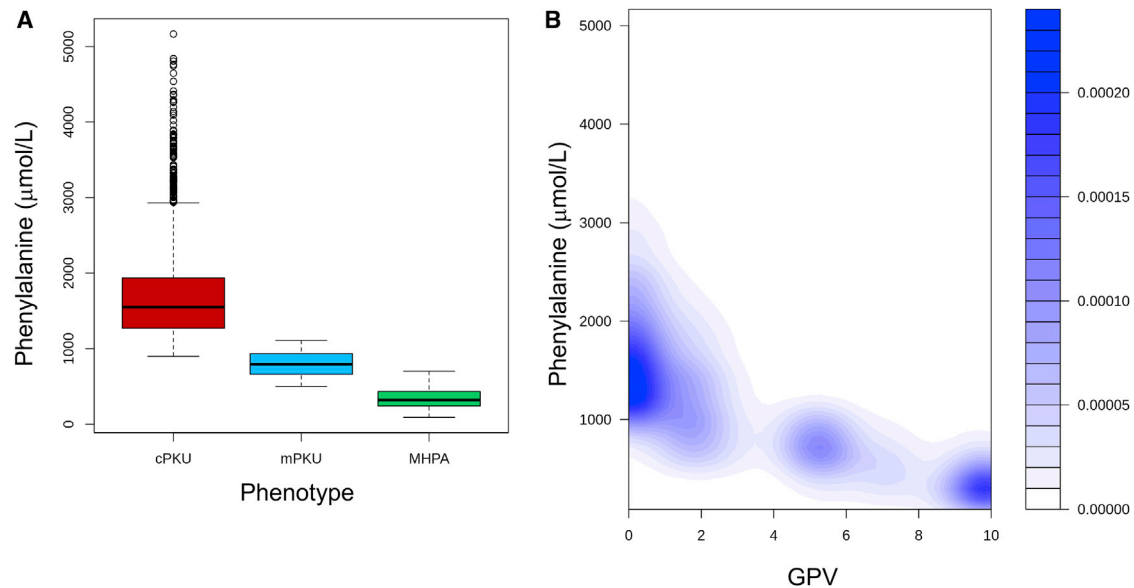 A
Phenylalanine (μmol/L)
5000
4000
3000
2000
1000
0
cPKU mPKU MHPA
Phenotype
B
Phenylalanine (μmol/L)
5000
4000
3000
2000
1000
0 2 4 6 8 10
GPV
0.00020
0.00015
0.00010
0.00005
0.00000